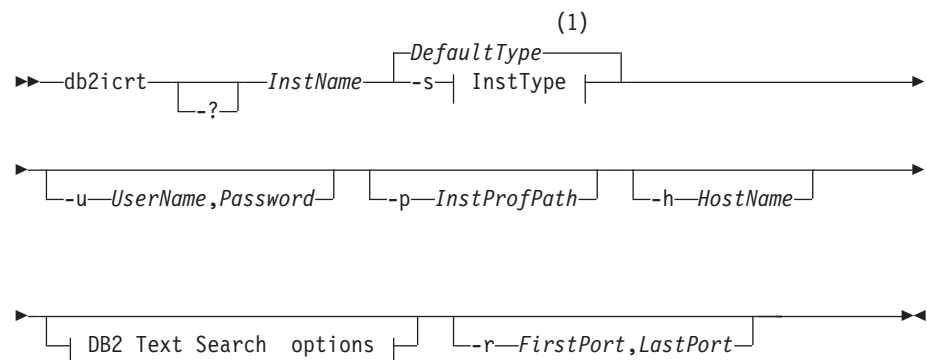 (1)
DefaultType
db2icrt -? InstName -s InstType
-u UserName,Password -p InstProfPath -h HostName
DB2 Text Search options -r FirstPort,LastPort